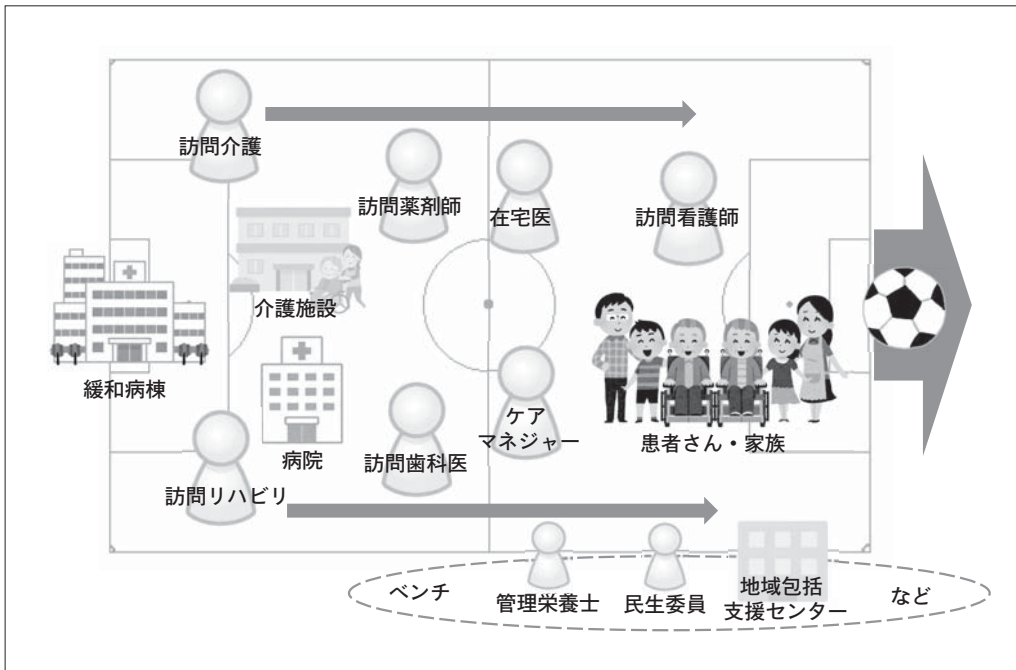 訪問介護
訪問薬剤師
在宅医
訪問看護師
介護施設
緩和病棟
病院
訪問歯科医
ケア
マネジャー
患者さん・家族
訪問リハビリ
ベンチ
管理栄養士
民生委員
地域包括
支援センター
など